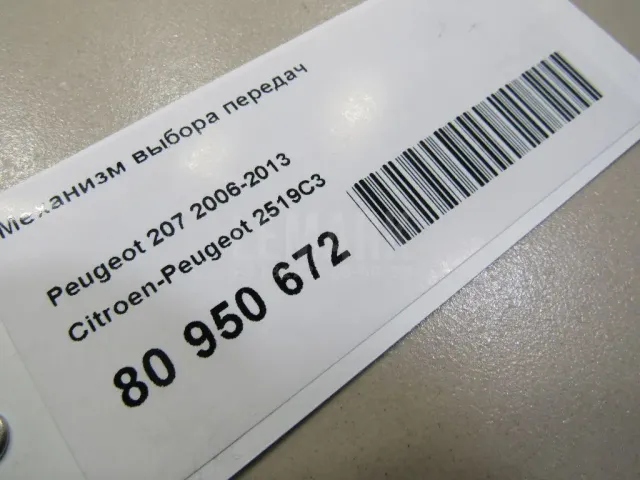 Механизм выбора передач
Peugeot 207 2006-2013
Citroen-Peugeot 2519C3
80 950 672